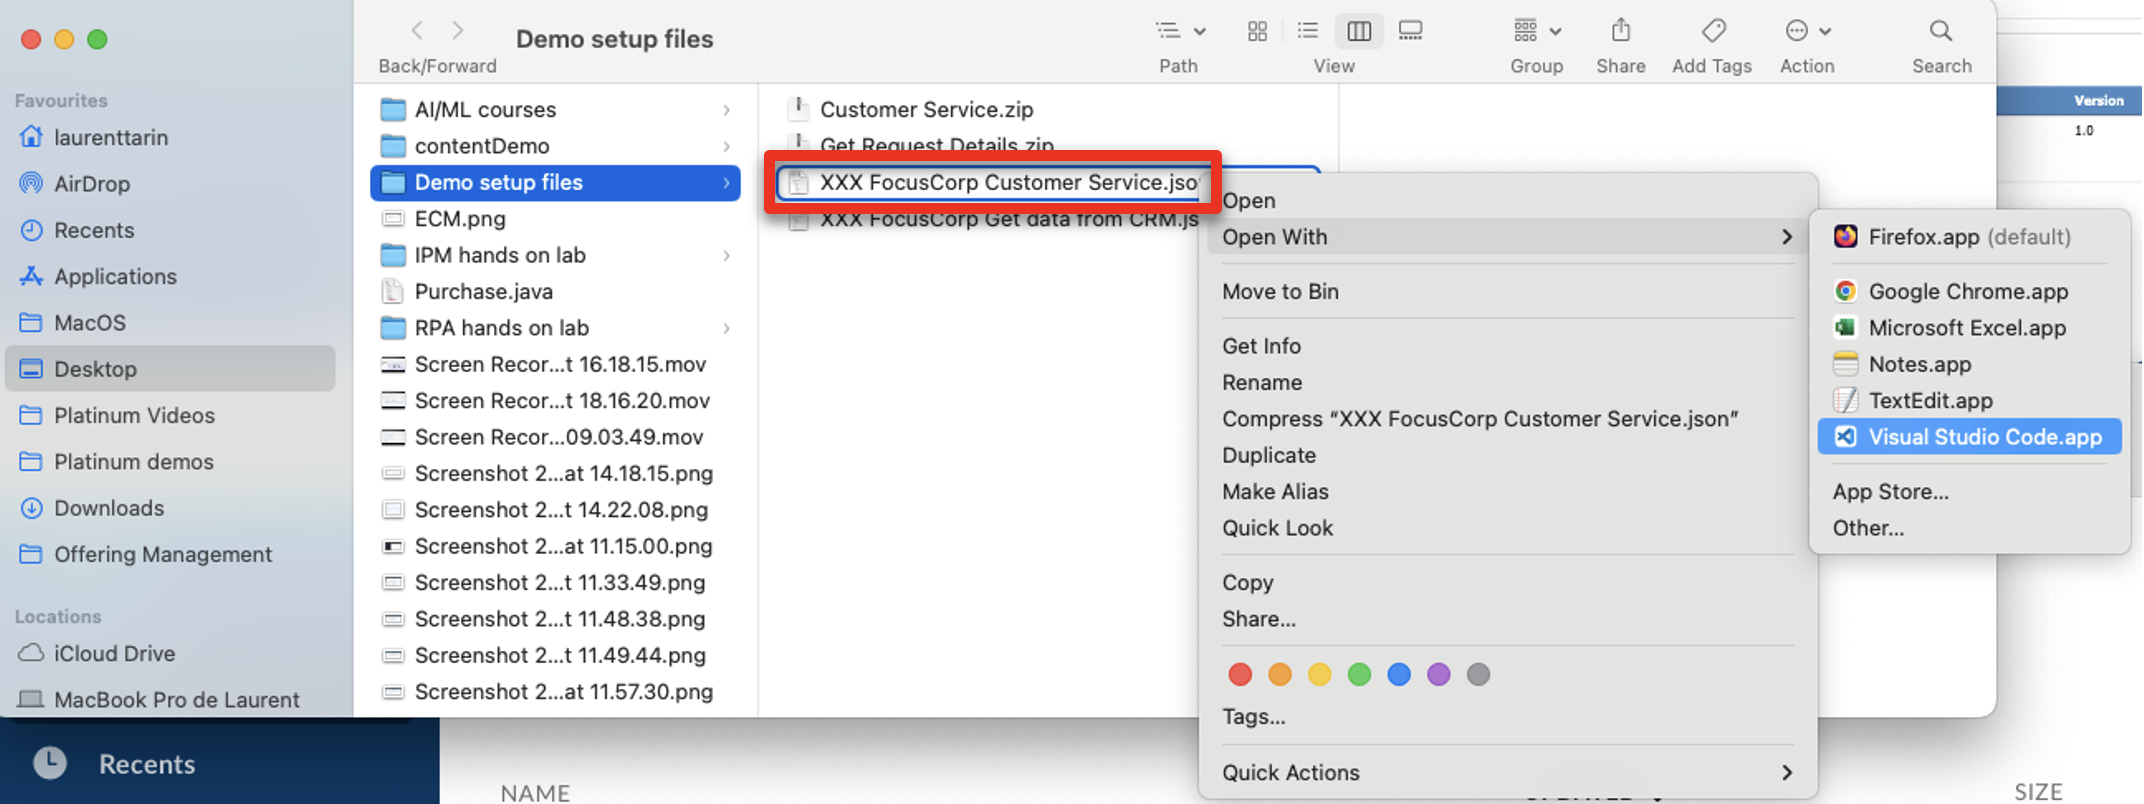 Demo setup files
Back/Forward
Path
View
Group
Share
Add Tags
Action
Search
Favourites
laurenttarin
AirDrop
Recents
Applications
MacOS
Desktop
Platinum Videos
Platinum demos
Downloads
Offering Management
Locations
iCloud Drive
MacBook Pro de Laurent
AI/ML courses
contentDemo
Demo setup files
ECM.png
IPM hands on lab
Purchase.java
RPA hands on lab
Screen Recor...t 16.18.15.mov
Screen Recor...t 18.16.20.mov
Screen Recor...09.03.49.mov
Screenshot 2...at 14.18.15.png
Screenshot 2...t 14.22.08.png
Screenshot 2...at 11.15.00.png
Screenshot 2...t 11.33.49.png
Screenshot 2...t 11.48.38.png
Screenshot 2...t 11.49.44.png
Screenshot 2...at 11.57.30.png
Customer Service.zip
Get Request Details.zip
XXX FocusCorp Customer Service.jso
XXX FocusCorp Get data from CRM.js
Open
Open With
Move to Bin
Get Info
Rename
Compress “XXX FocusCorp Customer Service.json”
Duplicate
Make Alias
Quick Look
Copy
Share...
Tags...
Quick Actions
Firefox.app (default)
Google Chrome.app
Microsoft Excel.app
Notes.app
TextEdit.app
Visual Studio Code.app
App Store...
Other...
Version
1.0
Recents
NAME
SIZE